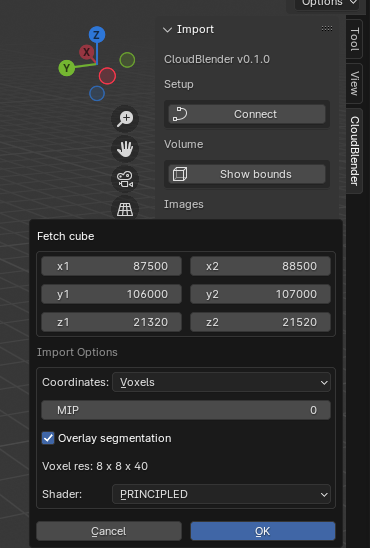 Options
Import
Tool
Z
X
Y
CloudBlender v0.1.0
View
Setup
Connect
CloudBlender
Volume
Show bounds
Images
Fetch cube
x1 87500 x2 88500
y1 106000 y2 107000
z1 21320 z2 21520
Import Options
Coordinates: Voxels
MIP 0
Overlay segmentation
Voxel res: 8 x 8 x 40
Shader: PRINCIPLED
Cancel OK